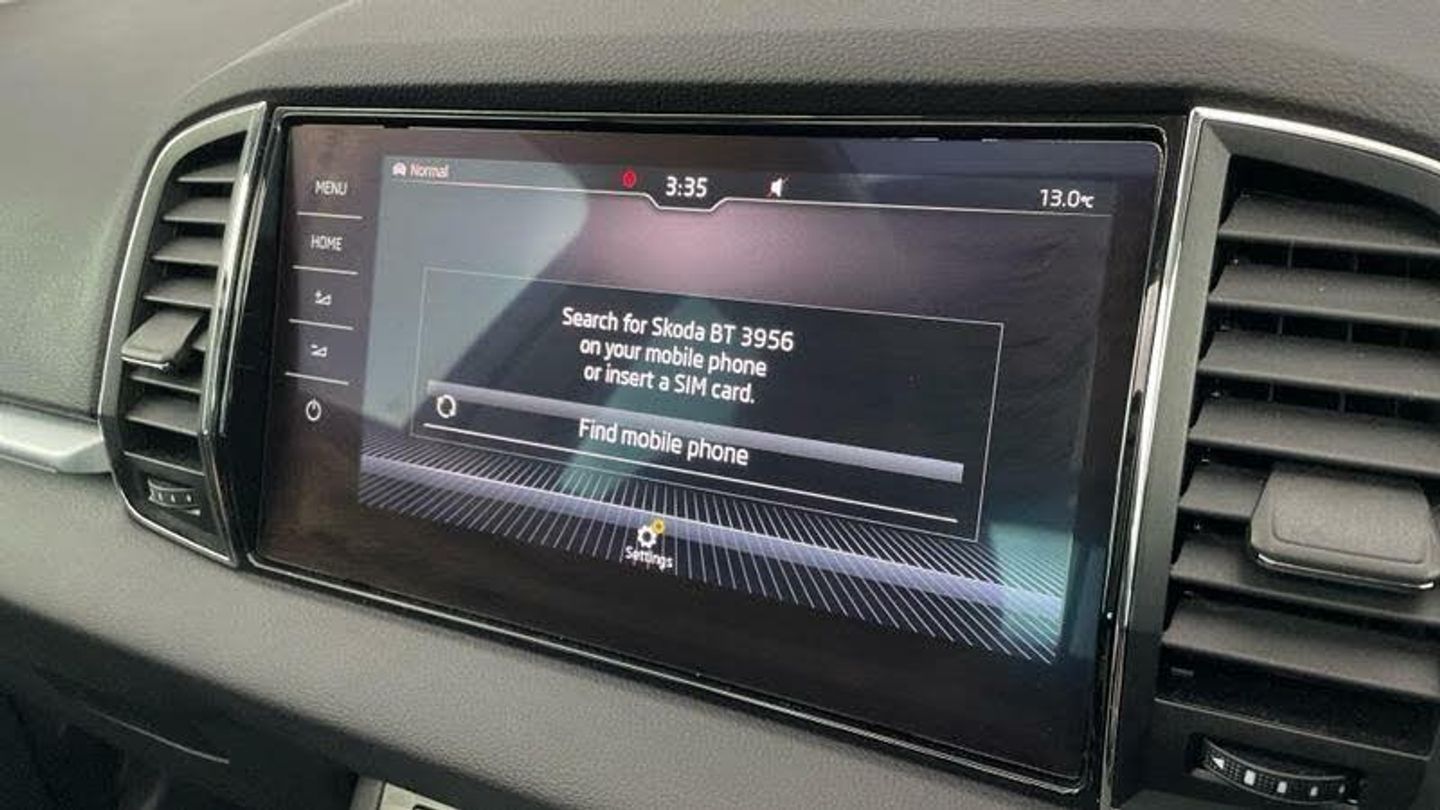 Normal
3:35
13.0°C
MENU
HOME
Search for Skoda BT 3956
on your mobile phone
or insert a SIM card.
Find mobile phone
Settings